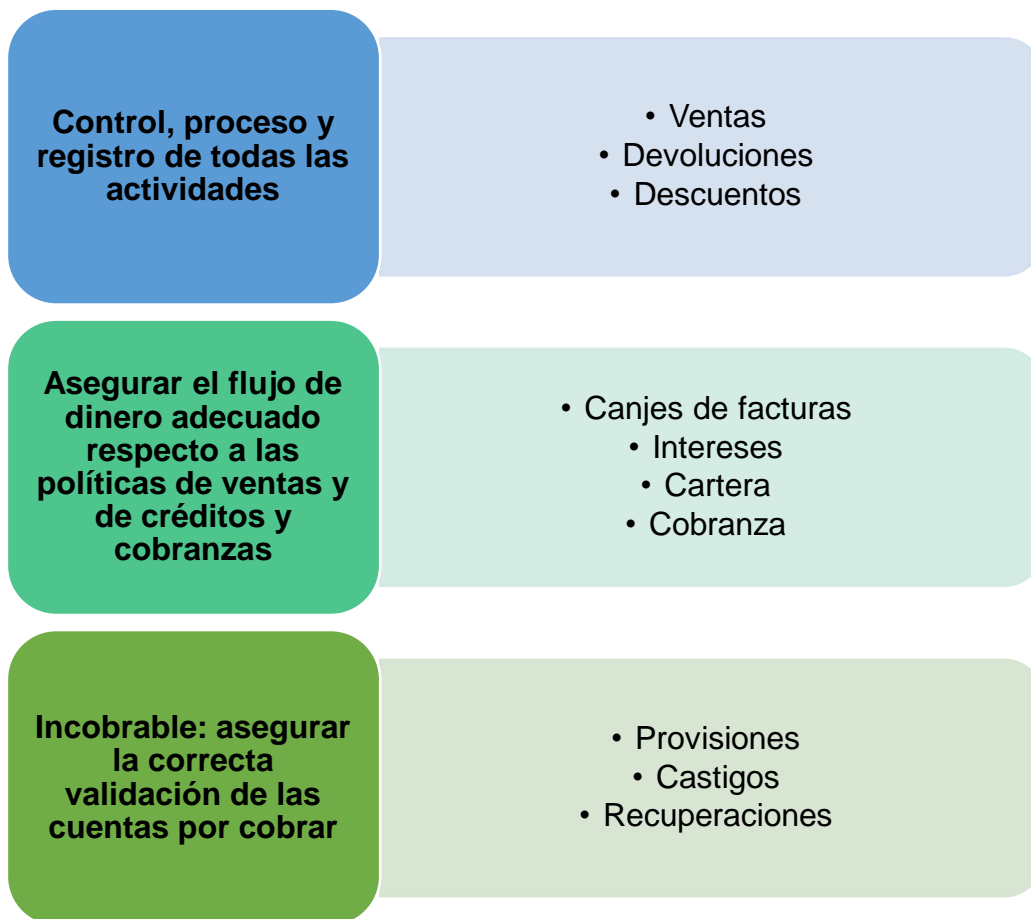 Control, proceso y
registro de todas las
actividades
• Ventas
• Devoluciones
• Descuentos
Asegurar el flujo de
dinero adecuado
respecto a las
políticas de ventas y
de créditos y
cobranzas
• Canjes de facturas
• Intereses
• Cartera
• Cobranza
Incobrable: asegurar
la correcta
validación de las
cuentas por cobrar
• Provisiones
• Castigos
• Recuperaciones